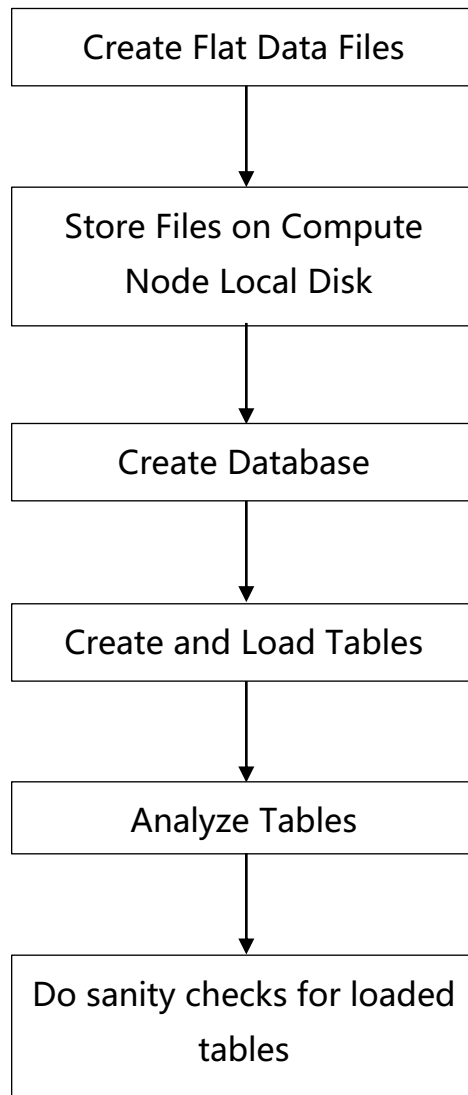 Create Flat Data Files
Store Files on Compute
Node Local Disk
Create Database
Create and Load Tables
Analyze Tables
Do sanity checks for loaded
tables